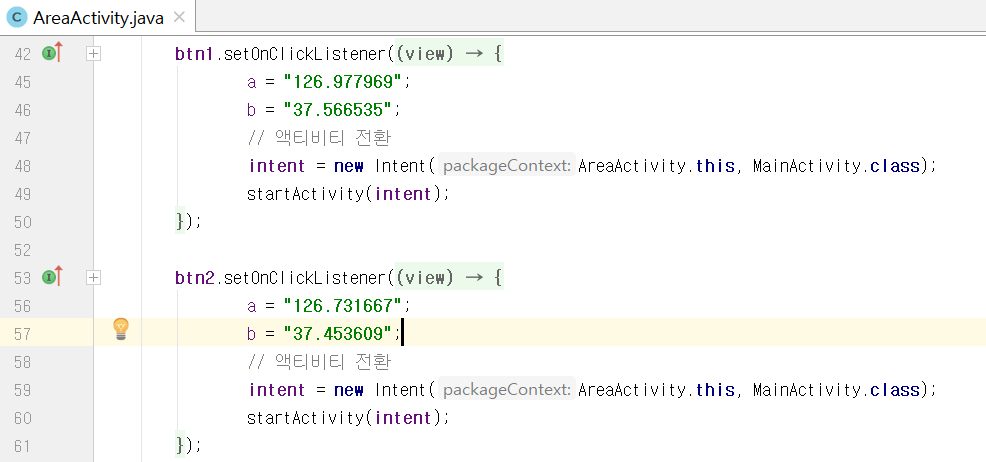 AreaActivity.java
42 btn1.setOnClickListener((view) → {
45 a = "126.977969";
46 b = "37.566535";
47 // 액티비티 전환
48 intent = new Intent( packageContext: AreaActivity.this, MainActivity.class);
49 startActivity(intent);
50 });
52
53 btn2.setOnClickListener((view) → {
56 a = "126.731667";
57 b = "37.453609";
58 // 액티비티 전환
59 intent = new Intent( packageContext: AreaActivity.this, MainActivity.class);
60 startActivity(intent);
61 });